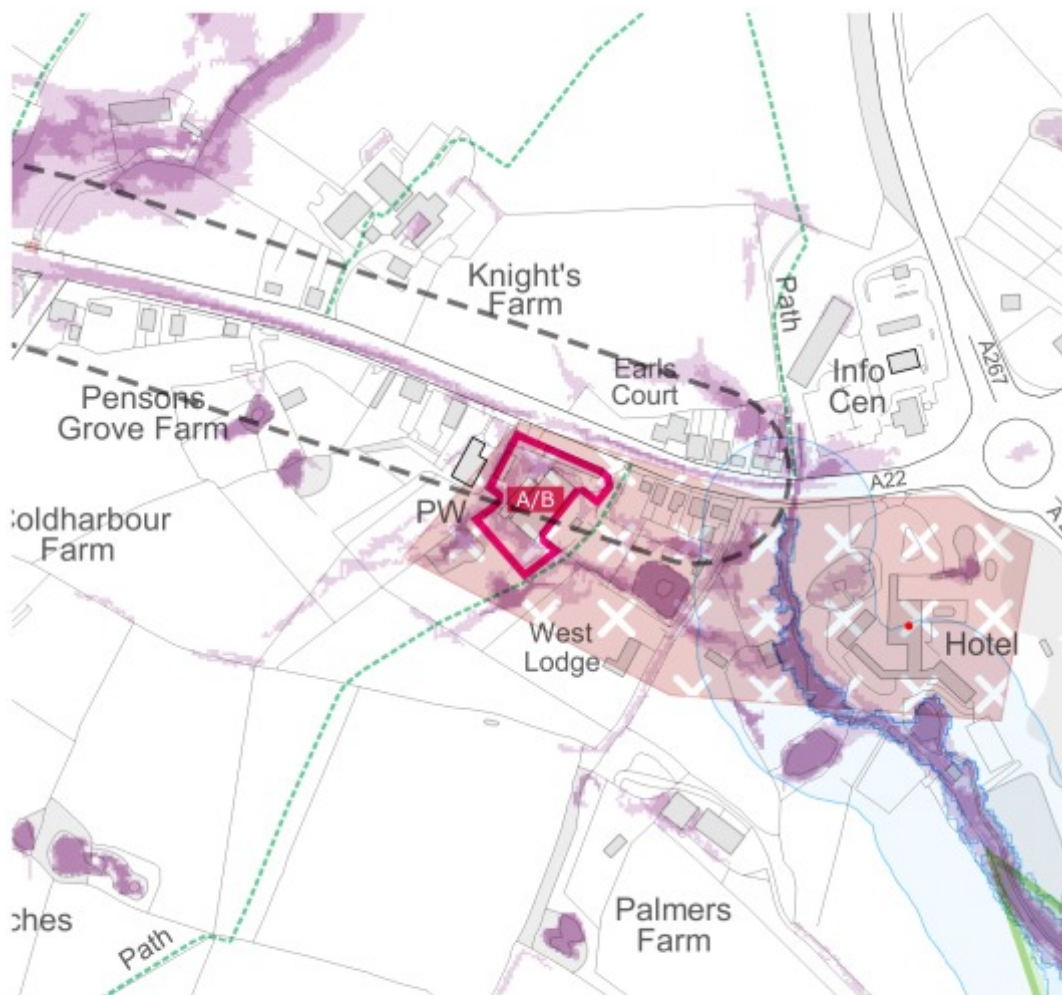 Knight's
Farm
Path
Earls
Court
Info
Cen
A267
Pensons
Grove Farm
A22
A/B
PW
oldharbour
Farm
West
Lodge
Hotel
Palmers
Farm
ches
Path